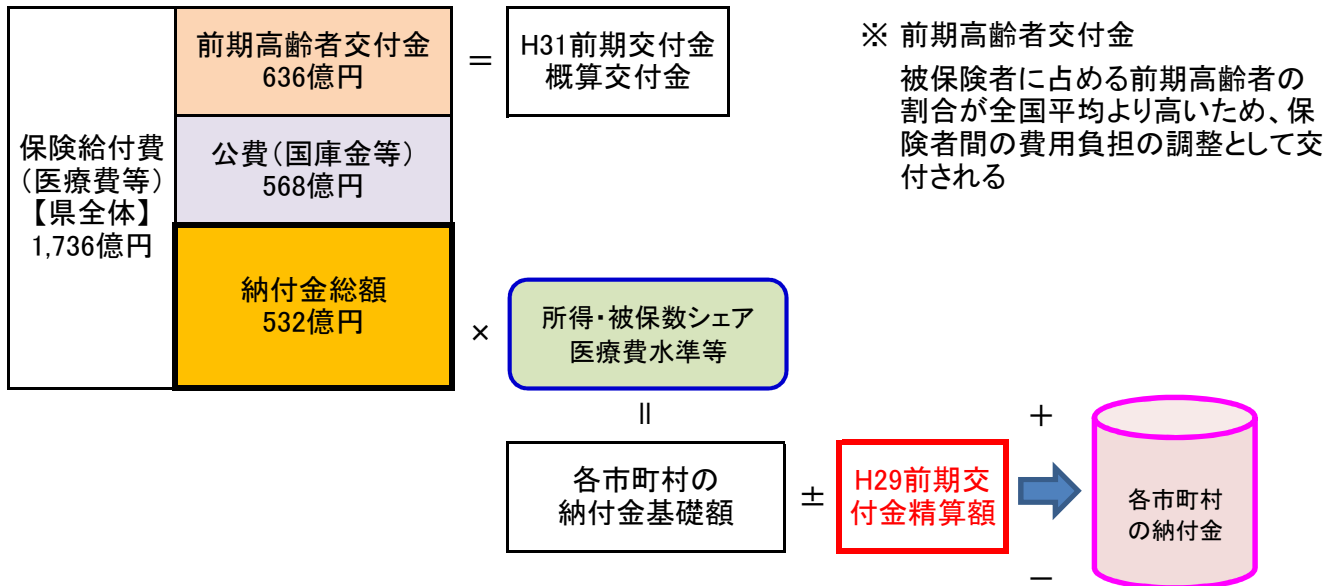 保険給付費
(医療費等)
【県全体】
1,736億円
前期高齢者交付金
636億円
=
H31前期交付金
概算交付金
公費(国庫金等)
568億円
納付金総額
532億円
×
所得・被保数シェア
医療費水準等
=
各市町村の
納付金基礎額
±
H29前期交
付金精算額
+
各市町村
の納付金
-
※ 前期高齢者交付金
被保険者に占める前期高齢者の
割合が全国平均より高いため、保
険者間の費用負担の調整として交
付される